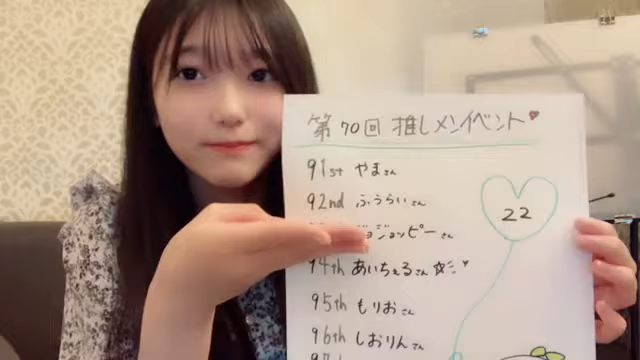 第70回 推しメンイベント
91st やまさん
92nd ふうらいさん
ジョッピーさん
94th あいちぇるさん
95th もりおさん
96th しおりんさん
22